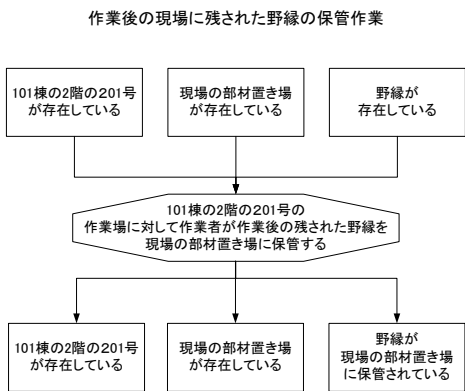 作業後の現場に残された野縁の保管作業
101棟の2階の201号
が存在している
現場の部材置き場
が存在している
野縁が
存在している
101棟の2階の201号の
作業場に対して作業者が作業後の残された野縁を
現場の部材置き場に保管する
101棟の2階の201号
が存在している
現場の部材置き場
が存在している
野縁が
現場の部材置き場
に保管されている